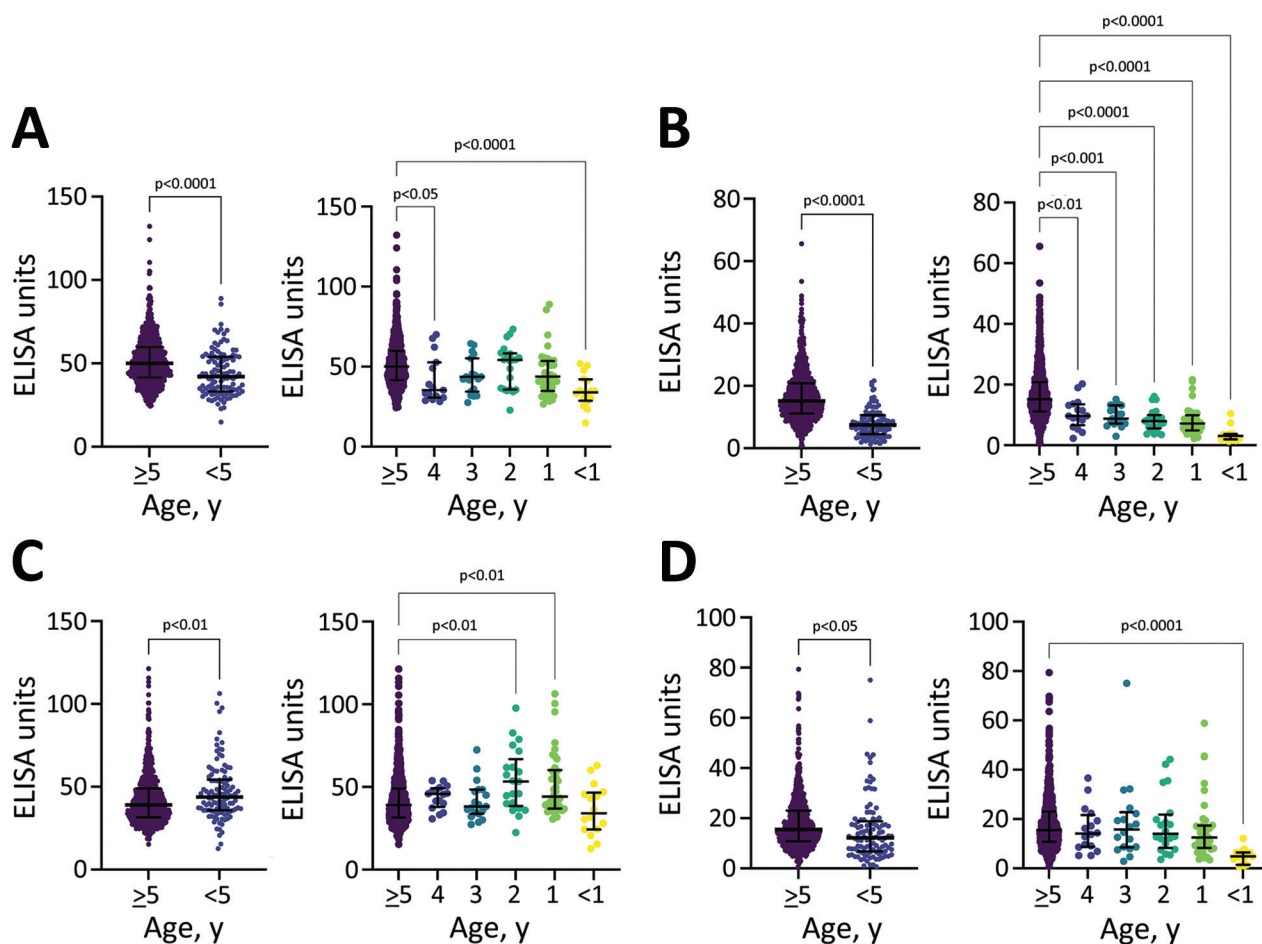 A
p<0.0001
150
100
50
0
ELISA units
≥5 <5
Age, y
p<0.0001
p<0.05
150
100
50
0
ELISA units
≥5 4 3 2 1 <1
Age, y
B
p<0.0001
80
60
40
20
0
ELISA units
≥5 <5
Age, y
p<0.0001
p<0.0001
p<0.0001
p<0.001
p<0.01
80
60
40
20
0
ELISA units
≥5 4 3 2 1 <1
Age, y
C
p<0.01
150
100
50
0
ELISA units
≥5 <5
Age, y
p<0.01
p<0.01
150
100
50
0
ELISA units
≥5 4 3 2 1 <1
Age, y
D
p<0.05
100
80
60
40
20
0
ELISA units
≥5 <5
Age, y
p<0.0001
100
80
60
40
20
0
ELISA units
≥5 4 3 2 1 <1
Age, y